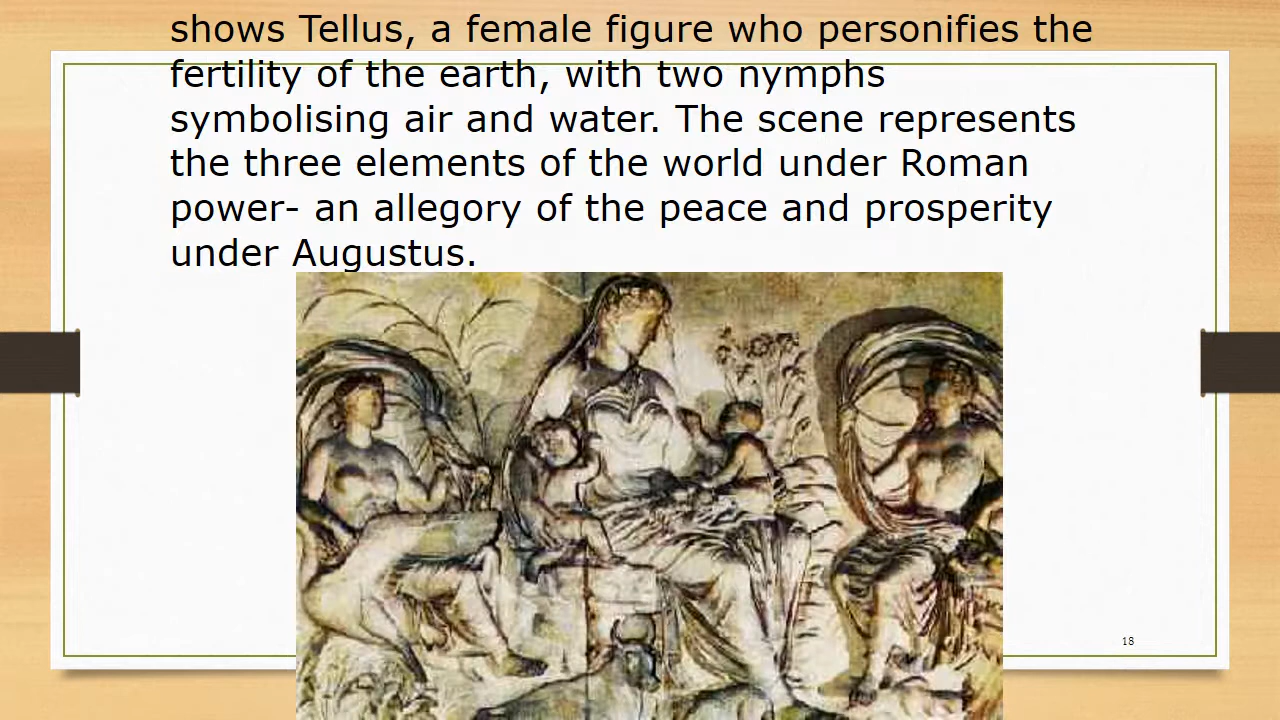 shows Tellus, a female figure who personifies the
fertility of the earth, with two nymphs
symbolising air and water. The scene represents
the three elements of the world under Roman
power- an allegory of the peace and prosperity
under Augustus.
18